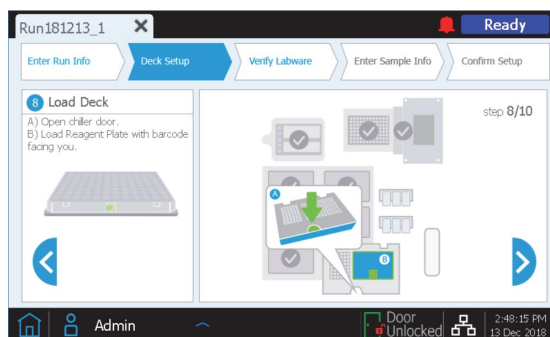 Run181213_1
Ready
Enter Run Info
Deck Setup
Verify Labware
Enter Sample Info
Confirm Setup
8 Load Deck
A) Open chiller door.
B) Load Reagent Plate with barcode
facing you.
step 8/10
A
B
Admin
Door
Unlocked
2:48:15 PM
13 Dec 2018